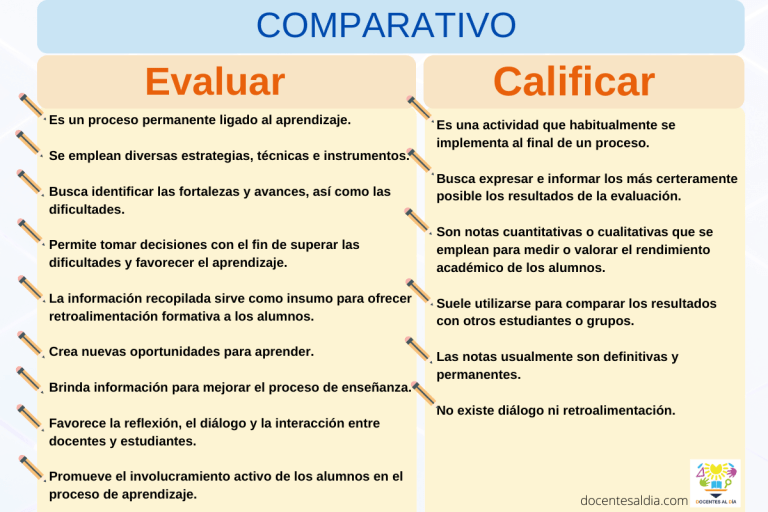 COMPARATIVO
Evaluar
Es un proceso permanente ligado al aprendizaje.
Se emplean diversas estrategias, técnicas e instrumentos.
Busca identificar las fortalezas y avances, así como las
dificultades.
Permite tomar decisiones con el fin de superar las
dificultades y favorecer el aprendizaje.
La información recopilada sirve como insumo para ofrecer
retroalimentación formativa a los alumnos.
Crea nuevas oportunidades para aprender.
Brinda información para mejorar el proceso de enseñanza.
Favorece la reflexión, el diálogo y la interacción entre
docentes y estudiantes.
Promueve el involucramiento activo de los alumnos en el
proceso de aprendizaje.
Calificar
Es una actividad que habitualmente se
implementa al final de un proceso.
Busca expresar e informar los más certeramente
posible los resultados de la evaluación.
Son notas cuantitativas o cualitativas que se
emplean para medir o valorar el rendimiento
académico de los alumnos.
Suele utilizarse para comparar los resultados
con otros estudiantes o grupos.
Las notas usualmente son definitivas y
permanentes.
No existe diálogo ni retroalimentación.
docentesaldia.com
DOCENTES AL DÍA